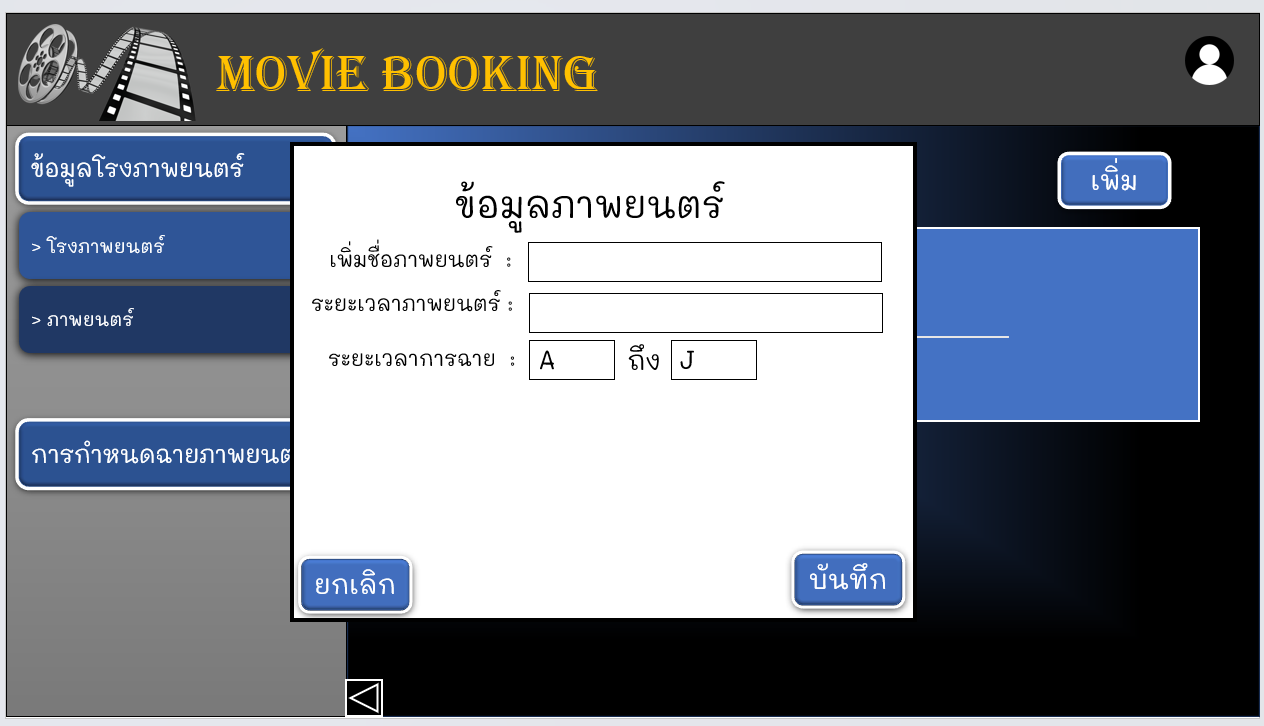 MOVIE BOOKING
ข้อมูลโรงภาพยนตร์
> โรงภาพยนตร์
> ภาพยนตร์
การกำหนดฉายภาพยนต
เพิ่ม
ข้อมูลภาพยนตร์
เพิ่มชื่อภาพยนตร์ :
ระยะเวลาภาพยนตร์ :
ระยะเวลาการฉาย : A ถึง J
ยกเลิก
บันทึก